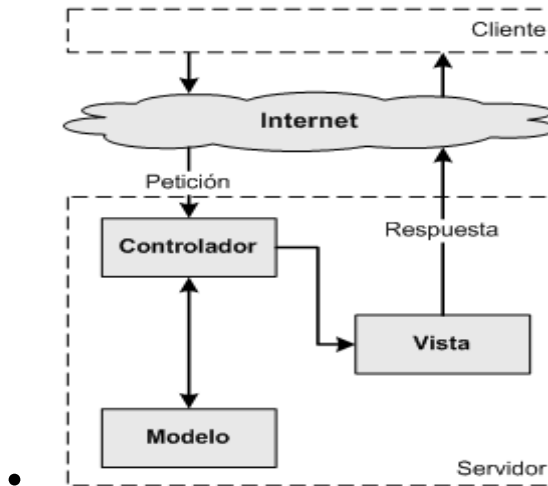 Cliente
Internet
Petición
Controlador
Respuesta
Vista
Modelo
Servidor